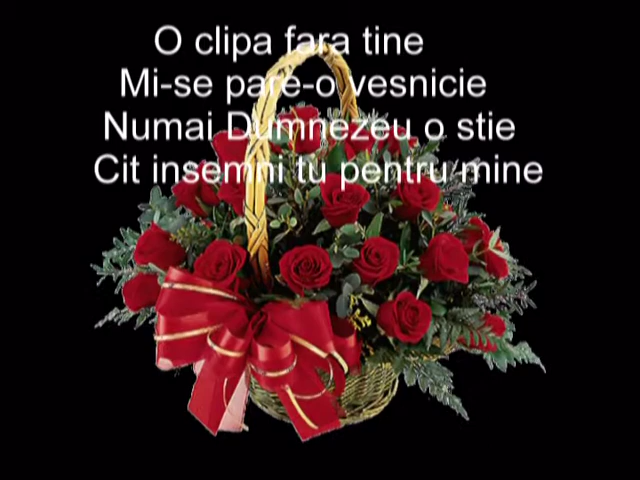 O clipa fara tine
Mi-se pare-o vesnicie
Numai Dumnezeu o stie
Cit insemni tu pentru mine